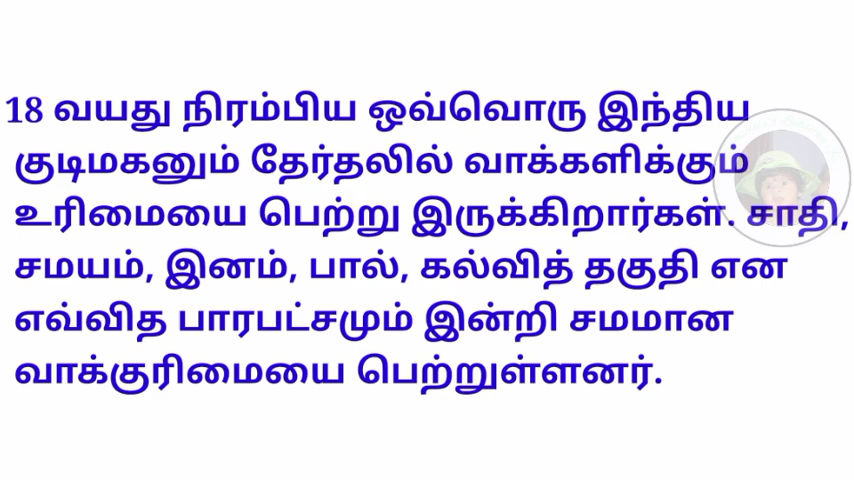 18 வயது நிரம்பிய ஒவ்வொரு இந்திய
குடிமகனும் தேர்தலில் வாக்களிக்கும்
உரிமையை பெற்று இருக்கிறார்கள். சாதி,
சமயம், இனம், பால், கல்வித் தகுதி என
எவ்வித பாரபட்சமும் இன்றி சமமான
வாக்குரிமையை பெற்றுள்ளனர்.